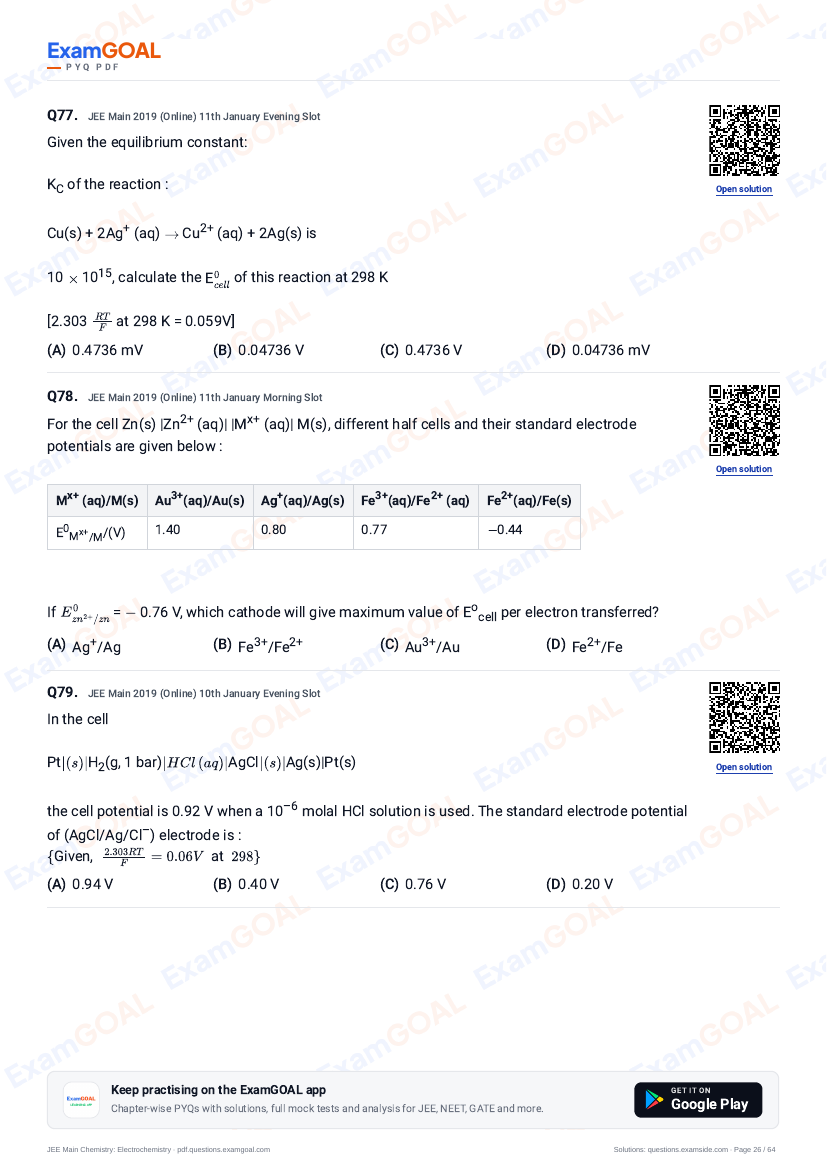 ExamGOAL
PYQ PDF
Q77. JEE Main 2019 (Online) 11th January Evening Slot
Given the equilibrium constant:
K_C of the reaction :
Cu(s) + 2Ag⁺ (aq) → Cu²⁺ (aq) + 2Ag(s) is
10 × 10¹⁵, calculate the E⁰_cell of this reaction at 298 K
[2.303 RT/F at 298 K = 0.059V]
(A) 0.4736 mV (B) 0.04736 V (C) 0.4736 V (D) 0.04736 mV
Open solution
Q78. JEE Main 2019 (Online) 11th January Morning Slot
For the cell Zn(s) |Zn²⁺ (aq)| |Mˣ⁺ (aq)| M(s), different half cells and their standard electrode
potentials are given below :
Open solution
Mˣ⁺ (aq)/M(s) Au³⁺(aq)/Au(s) Ag⁺(aq)/Ag(s) Fe³⁺(aq)/Fe²⁺ (aq) Fe²⁺(aq)/Fe(s)
E⁰_Mˣ⁺/M/(V) 1.40 0.80 0.77 −0.44
If E⁰_zn²⁺/zn = − 0.76 V, which cathode will give maximum value of E°_cell per electron transferred?
(A) Ag⁺/Ag (B) Fe³⁺/Fe²⁺ (C) Au³⁺/Au (D) Fe²⁺/Fe
Q79. JEE Main 2019 (Online) 10th January Evening Slot
In the cell
Pt|(s)|H₂(g, 1 bar)|HCl (aq)|AgCl|(s)|Ag(s)|Pt(s)
Open solution
the cell potential is 0.92 V when a 10⁻⁶ molal HCl solution is used. The standard electrode potential
of (AgCl/Ag/Cl⁻) electrode is :
{Given, 2.303RT/F = 0.06V at 298}
(A) 0.94 V (B) 0.40 V (C) 0.76 V (D) 0.20 V
Keep practising on the ExamGOAL app
Chapter-wise PYQs with solutions, full mock tests and analysis for JEE, NEET, GATE and more.
GET IT ON
Google Play
JEE Main Chemistry: Electrochemistry · pdf.questions.examgoal.com
Solutions: questions.examside.com · Page 26 / 64